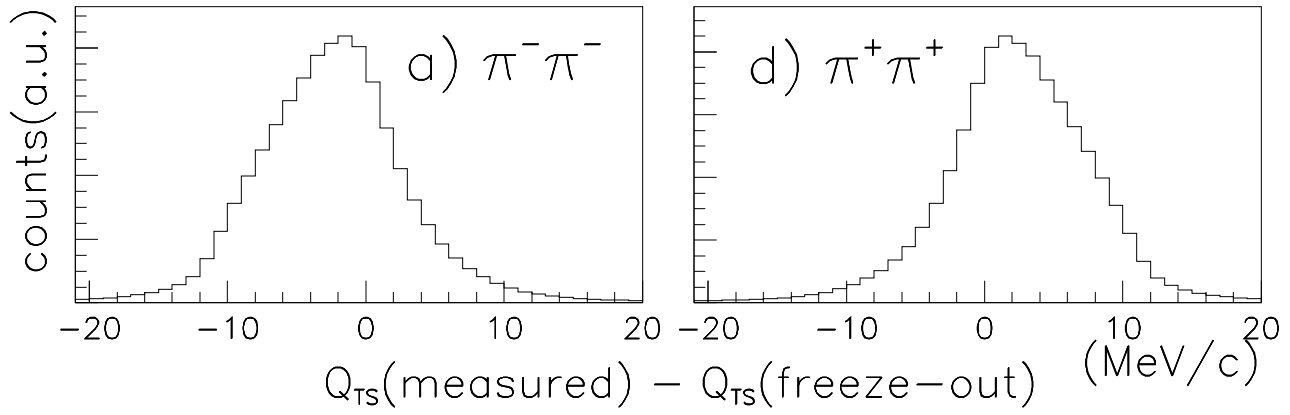 counts(a.u.)
a) π⁻π⁻
d) π⁺π⁺
−20 −10 0 10 20
−20 −10 0 10 20
(MeV/c)
Q_TS(measured) − Q_TS(freeze−out)